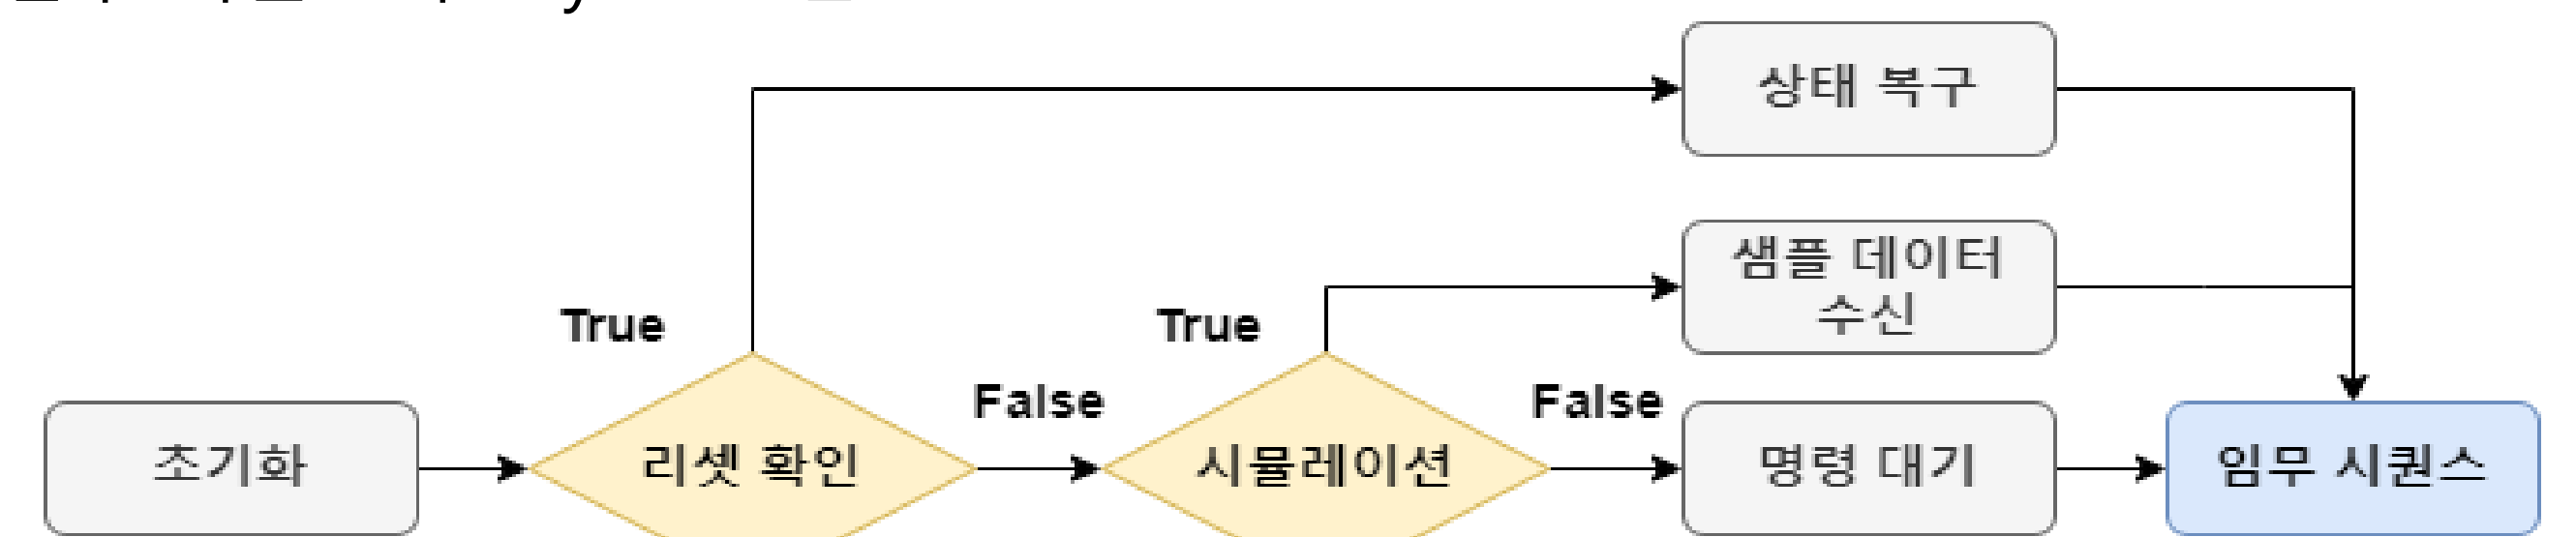 상태 복구
샘플 데이터
수신
True
True
False
False
초기화
리셋 확인
시뮬레이션
명령 대기
임무 시퀀스